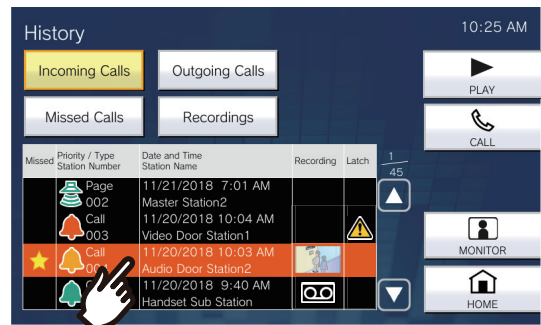 History
10:25 AM
Incoming Calls
Outgoing Calls
Missed Calls
Recordings
PLAY
CALL
MONITOR
HOME
Missed
Priority / Type
Station Number
Date and Time
Station Name
Recording
Latch
1
45
Page
002
11/21/2018 7:01 AM
Master Station2
Call
003
11/20/2018 10:04 AM
Video Door Station1
Call
11/20/2018 10:03 AM
Audio Door Station2
11/20/2018 9:40 AM
Handset Sub Station